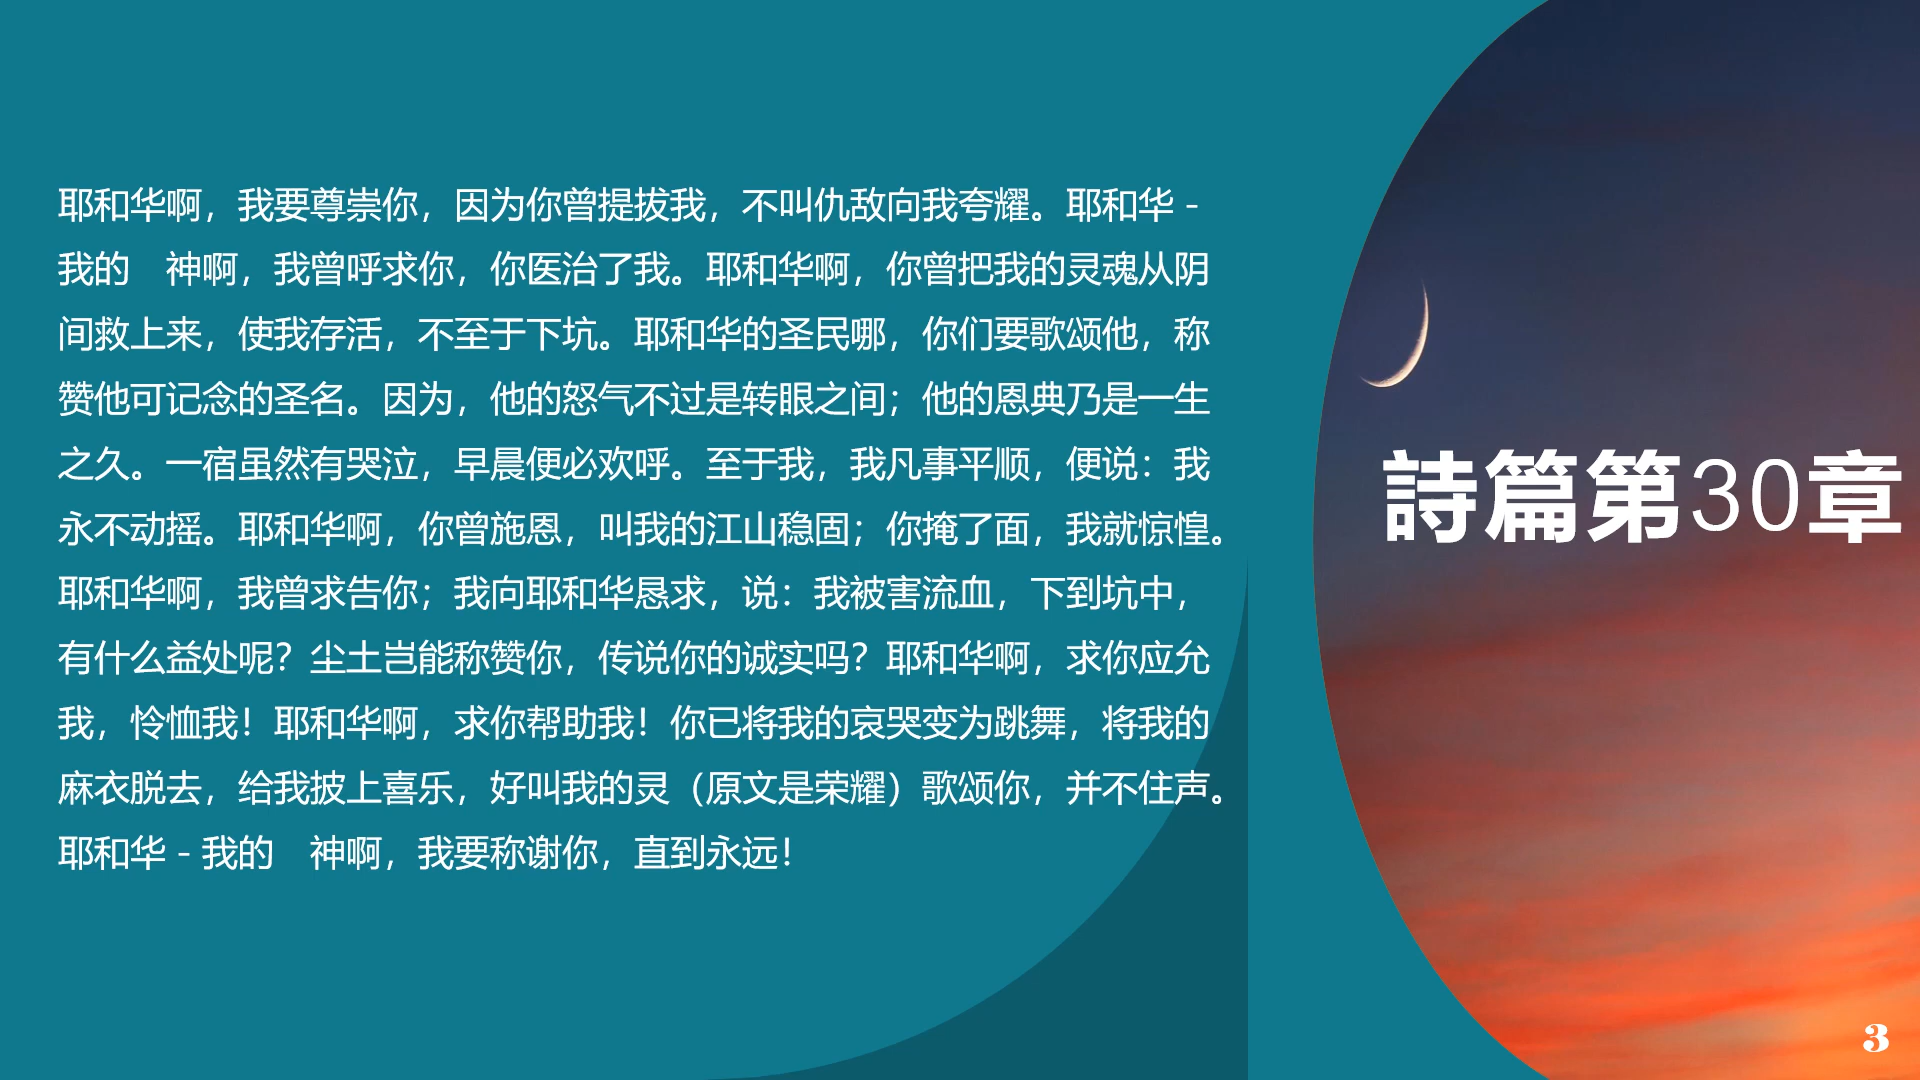 耶和华啊，我要尊崇你，因为你曾提拔我，不叫仇敌向我夸耀。耶和华 -
我的　神啊，我曾呼求你，你医治了我。耶和华啊，你曾把我的灵魂从阴
间救上来，使我存活，不至于下坑。耶和华的圣民哪，你们要歌颂他，称
赞他可记念的圣名。因为，他的怒气不过是转眼之间；他的恩典乃是一生
之久。一宿虽然有哭泣，早晨便必欢呼。至于我，我凡事平顺，便说：我
永不动摇。耶和华啊，你曾施恩，叫我的江山稳固；你掩了面，我就惊惶。
耶和华啊，我曾求告你；我向耶和华恳求，说：我被害流血，下到坑中，
有什么益处呢？尘土岂能称赞你，传说你的诚实吗？耶和华啊，求你应允
我，怜恤我！耶和华啊，求你帮助我！你已将我的哀哭变为跳舞，将我的
麻衣脱去，给我披上喜乐，好叫我的灵（原文是荣耀）歌颂你，并不住声。
耶和华 - 我的　神啊，我要称谢你，直到永远！
詩篇第30章
3